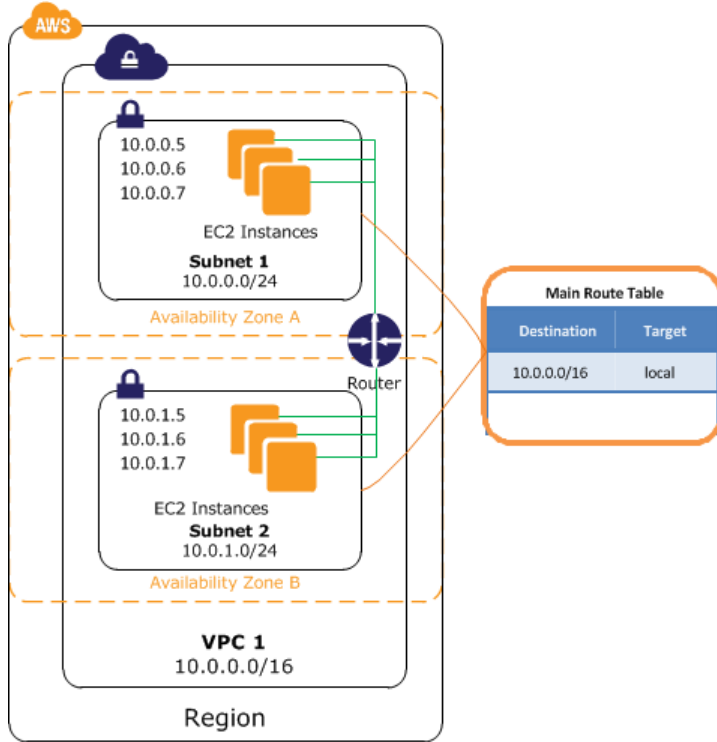 AWS
10.0.0.5
10.0.0.6
10.0.0.7
EC2 Instances
Subnet 1
10.0.0.0/24
Availability Zone A
Router
10.0.1.5
10.0.1.6
10.0.1.7
EC2 Instances
Subnet 2
10.0.1.0/24
Availability Zone B
VPC 1
10.0.0.0/16
Region
Main Route Table
Destination Target
10.0.0.0/16 local